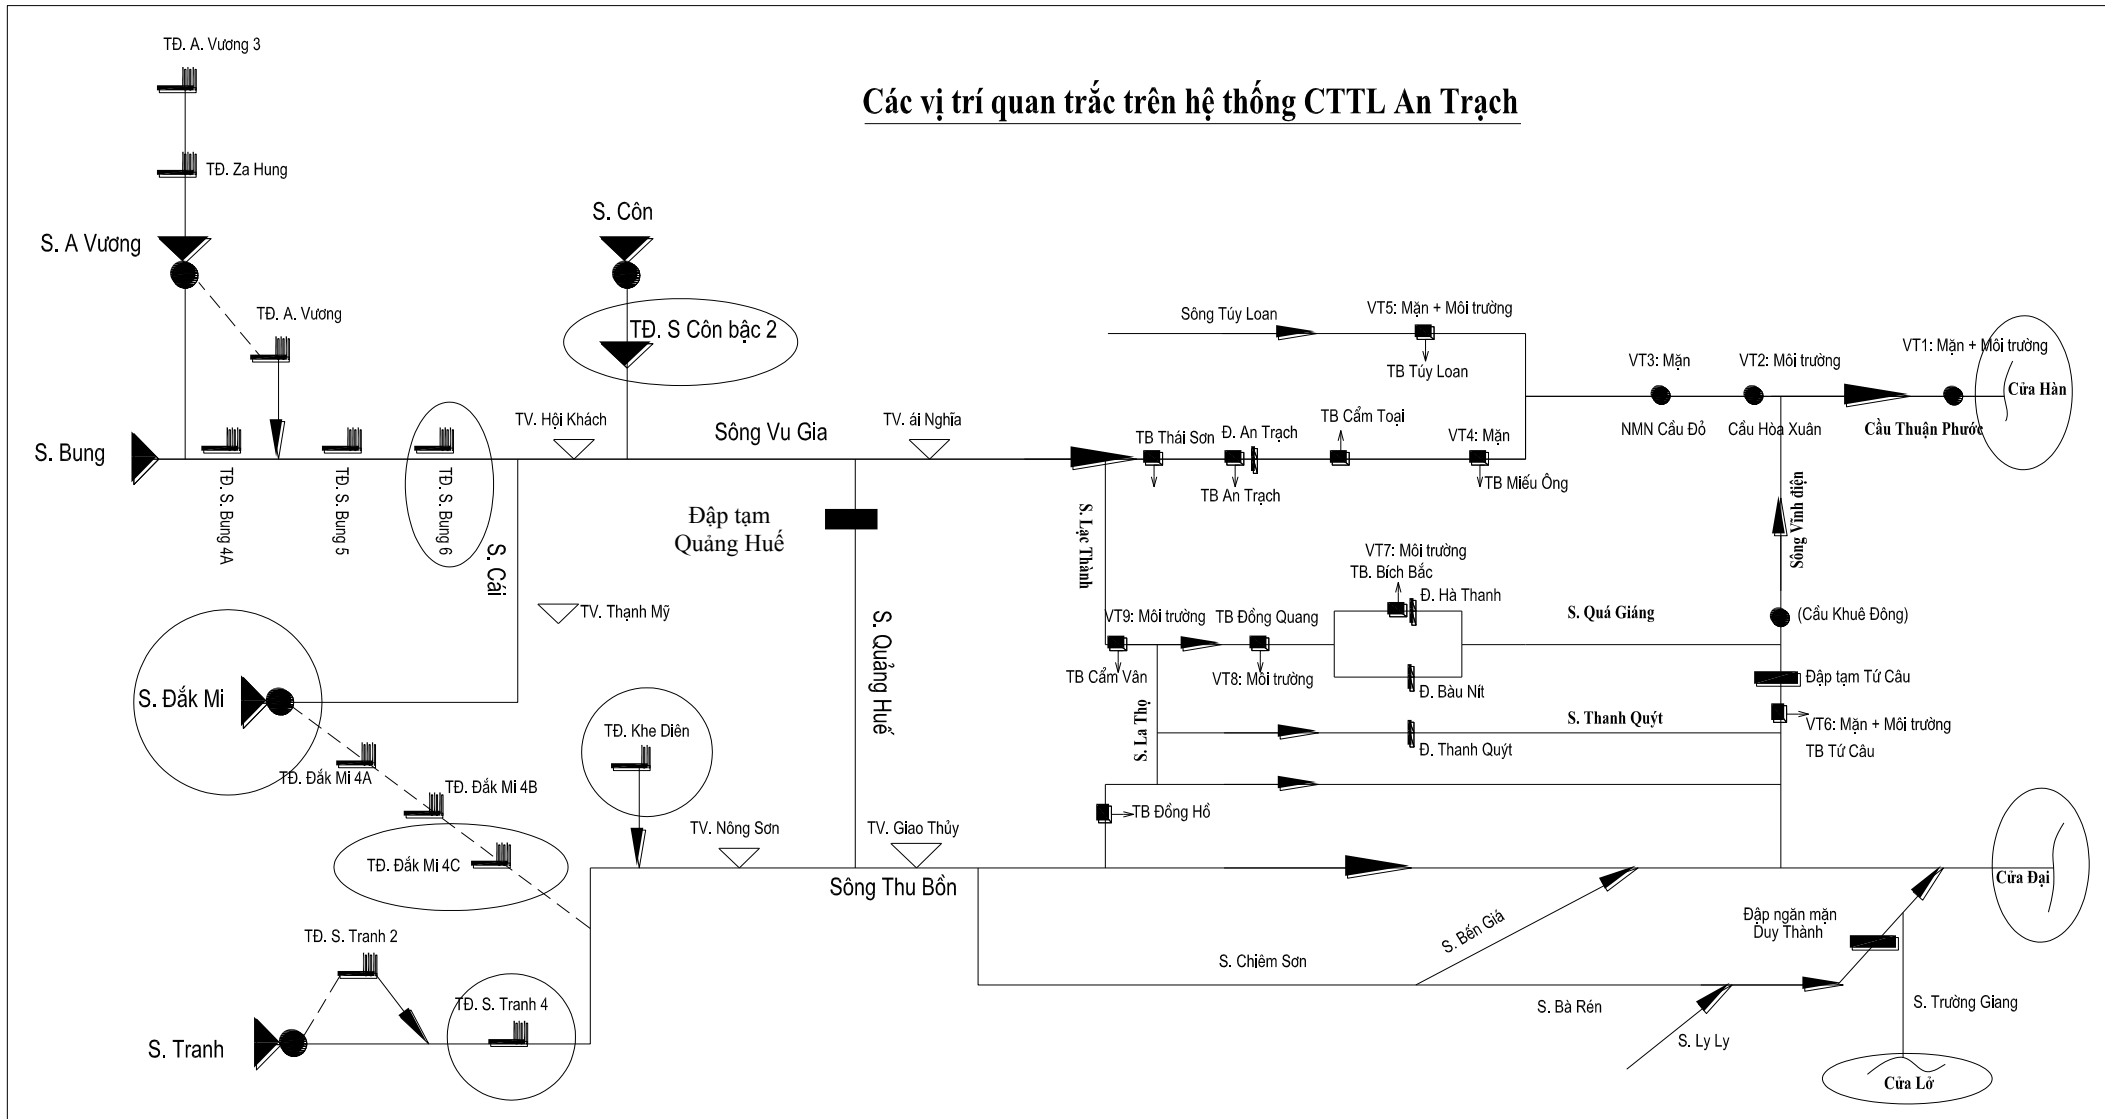 Các vị trí quan trắc trên hệ thống CTTL An Trạch
TĐ. A. Vương 3
TĐ. Za Hung
S. A Vương
S. Côn
TĐ. A. Vương
TĐ. S Côn bậc 2
S. Bung
TĐ. S. Bung 4A
TĐ. S. Bung 5
TĐ. S. Bung 6
TV. Hội Khách
Sông Vu Gia
TV. ái Nghĩa
Sông Túy Loan
VT5: Mặn + Môi trường
TB Túy Loan
TB Thái Sơn
Đ. An Trạch
TB An Trạch
TB Cẩm Toại
VT4: Mặn
TB Miếu Ông
VT3: Mặn
NMN Cầu Đỏ
VT2: Môi trường
Cầu Hòa Xuân
VT1: Mặn + Môi trường
Cầu Thuận Phước
Cửa Hàn
Đập tạm
Quảng Huế
S. Cái
TV. Thạnh Mỹ
S. Quảng Huế
S. Lạc Thành
Sông Vĩnh điện
VT7: Môi trường
TB. Bích Bắc
Đ. Hà Thanh
S. Quá Giáng
(Cầu Khuê Đông)
VT9: Môi trường
TB Cẩm Vân
TB Đồng Quang
VT8: Môi trường
Đ. Bàu Nít
Đập tạm Tứ Câu
S. La Thọ
S. Thanh Quýt
Đ. Thanh Quýt
VT6: Mặn + Môi trường
TB Tứ Câu
S. Đắk Mi
TĐ. Đắk Mi 4A
TĐ. Đắk Mi 4B
TĐ. Đắk Mi 4C
TĐ. Khe Diên
TV. Nông Sơn
TV. Giao Thủy
TB Đồng Hồ
Sông Thu Bồn
Cửa Đại
TĐ. S. Tranh 2
TĐ. S. Tranh 4
S. Tranh
S. Chiêm Sơn
S. Bến Giá
Đập ngăn mặn
Duy Thành
S. Bà Rén
S. Ly Ly
S. Trường Giang
Cửa Lở